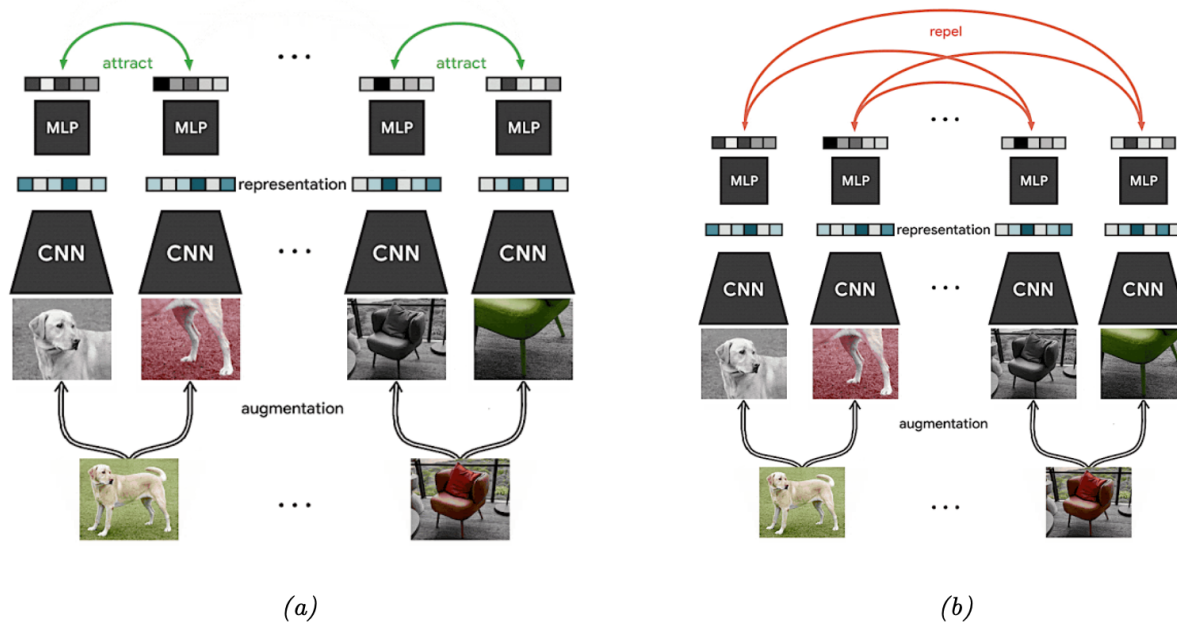 attract
...
attract
MLP
MLP
MLP
MLP
representation
CNN
CNN
...
CNN
CNN
augmentation
...
(a)
repel
...
MLP
MLP
MLP
MLP
representation
CNN
CNN
...
CNN
CNN
augmentation
...
(b)